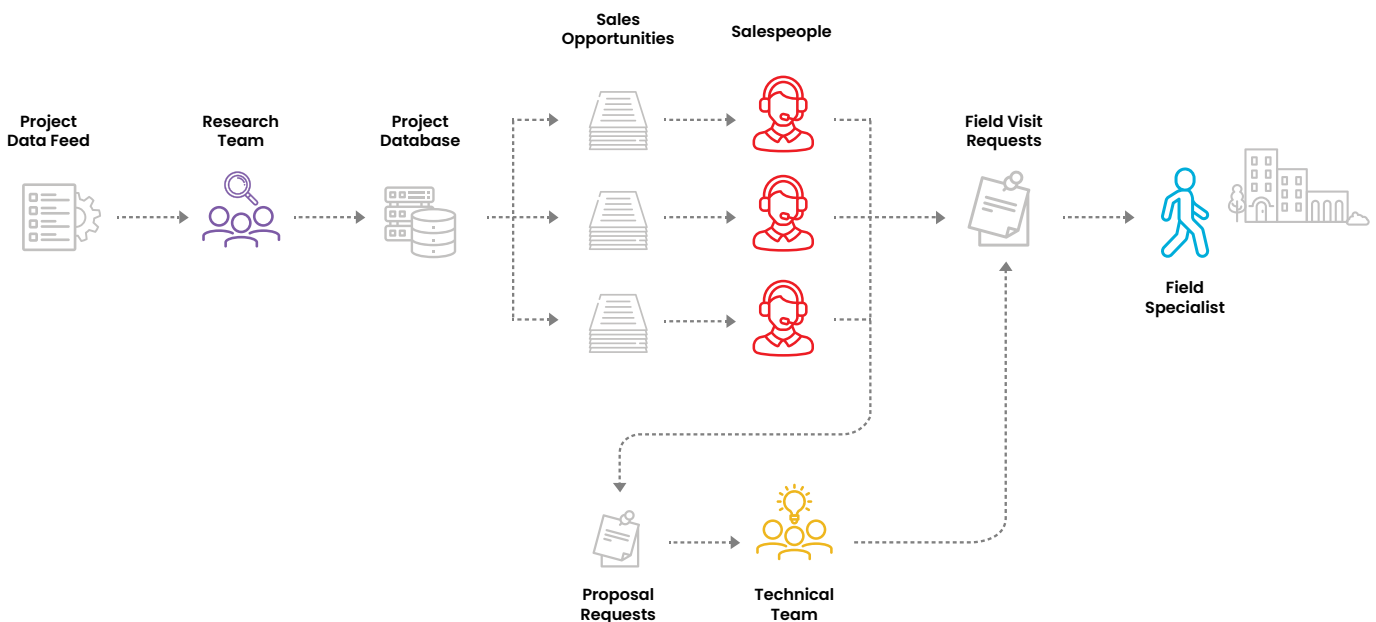 Sales
Opportunities
Salespeople
Project
Data Feed
Research
Team
Project
Database
Field Visit
Requests
Field
Specialist
Proposal
Requests
Technical
Team